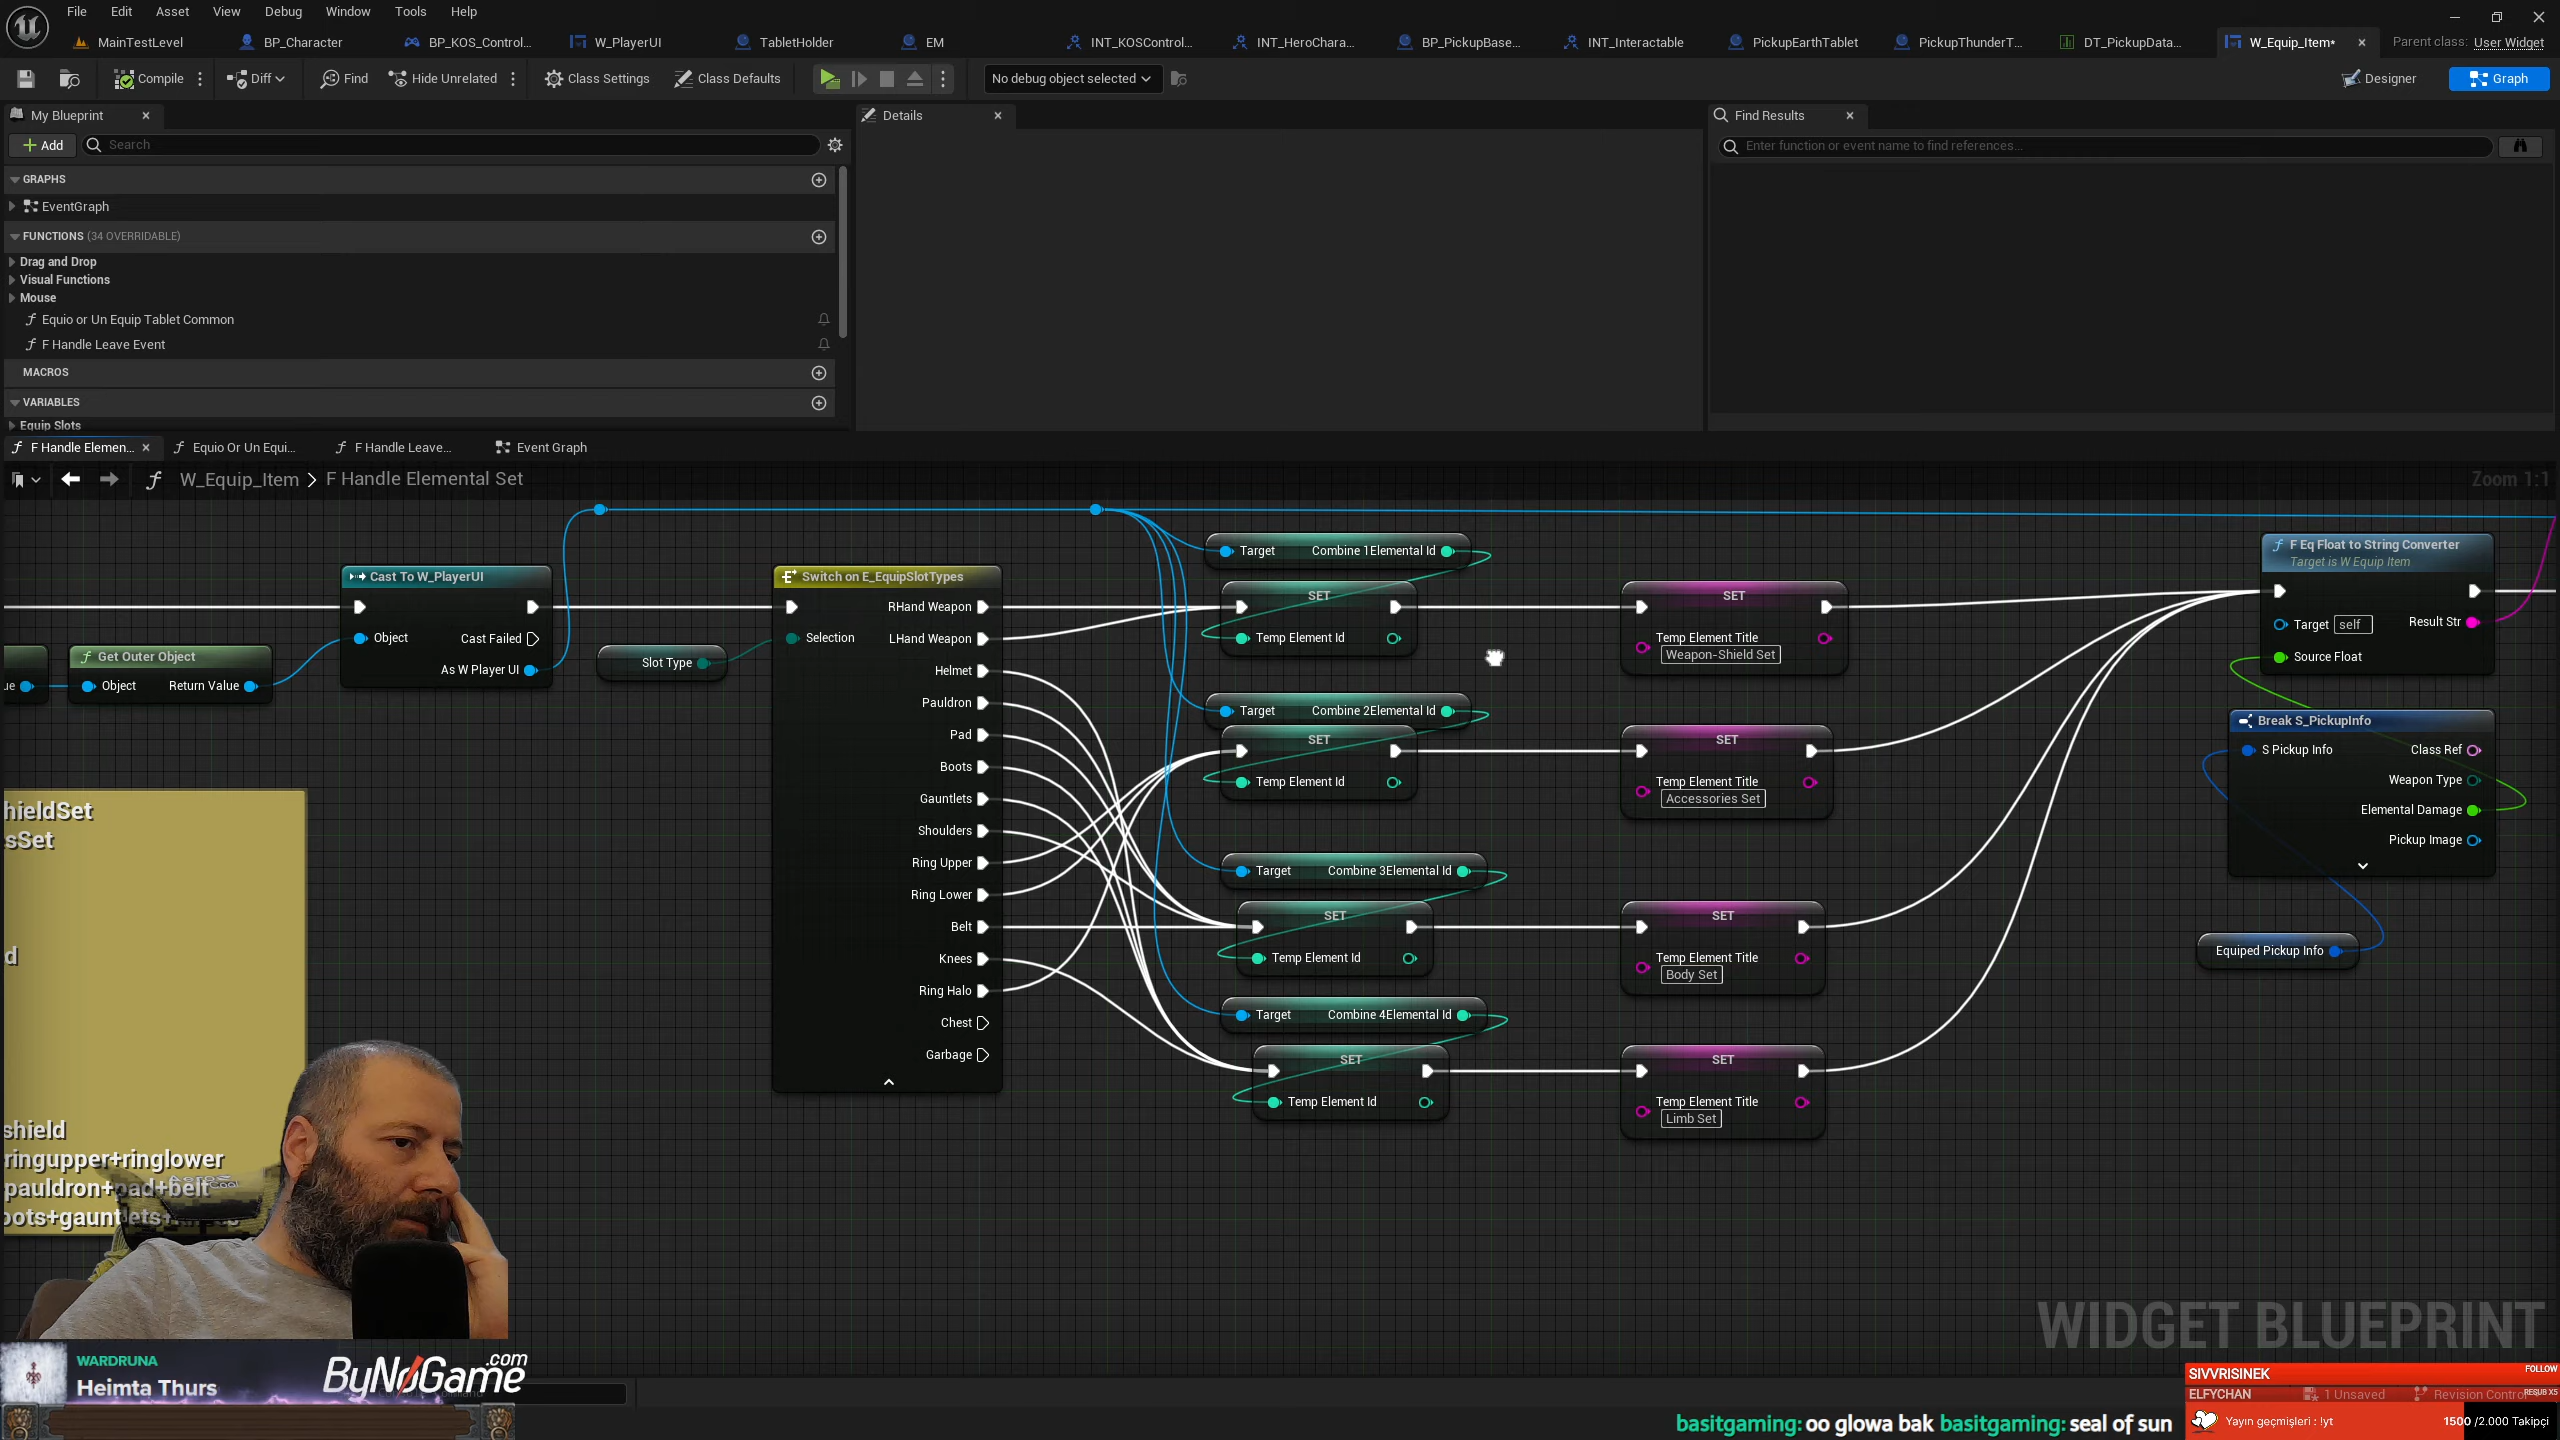 File Edit Asset View Debug Window Tools Help
MainTestLevel BP_Character BP_KOS_Control... W_PlayerUI TabletHolder EM INT_KOSControl... INT_HeroChara... BP_PickupBase... INT_Interactable PickupEarthTablet PickupThunderT... DT_PickupData... W_Equip_Item* Parent class: User Widget
Compile Diff Find Hide Unrelated Class Settings Class Defaults No debug object selected Designer Graph
My Blueprint Details Find Results
Add Search Enter function or event name to find references...
GRAPHS
EventGraph
FUNCTIONS (34 OVERRIDABLE)
Drag and Drop
Visual Functions
Mouse
Equio or Un Equip Tablet Common
F Handle Leave Event
MACROS
VARIABLES
Equip Slots
F Handle Elemen... Equio Or Un Equi... F Handle Leave... Event Graph
W_Equip_Item > F Handle Elemental Set
Zoom 1:1
Get Outer Object
Object Return Value
Cast To W_PlayerUI
Object Cast Failed
As W Player UI
Slot Type
Switch on E_EquipSlotTypes
Selection
RHand Weapon
LHand Weapon
Helmet
Pauldron
Pad
Boots
Gauntlets
Shoulders
Ring Upper
Ring Lower
Belt
Knees
Ring Halo
Chest
Garbage
Target Combine 1Elemental Id
SET
Temp Element Id
Target Combine 2Elemental Id
SET
Temp Element Id
Target Combine 3Elemental Id
SET
Temp Element Id
Target Combine 4Elemental Id
SET
Temp Element Id
SET
Temp Element Title
Weapon-Shield Set
SET
Temp Element Title
Accessories Set
SET
Temp Element Title
Body Set
SET
Temp Element Title
Limb Set
F Eq Float to String Converter
Target is W Equip Item
Target self Result Str
Source Float
Break S_PickupInfo
S Pickup Info Class Ref
Weapon Type
Elemental Damage
Pickup Image
Equiped Pickup Info
hieldSet
sSet
d
shield
ringupper+ringlower
pauldron+pad+belt
WIDGET BLUEPRINT
WARDRUNA
Heimta Thurs
ByNoGame.com
SIVVRISINEK FOLLOW
ELFYCHAN RESUB X5
1 Unsaved Revision Control
Yayın geçmişleri : !yt 1500 /2.000 Takipçi
basitgaming: oo glowa bak basitgaming: seal of sun